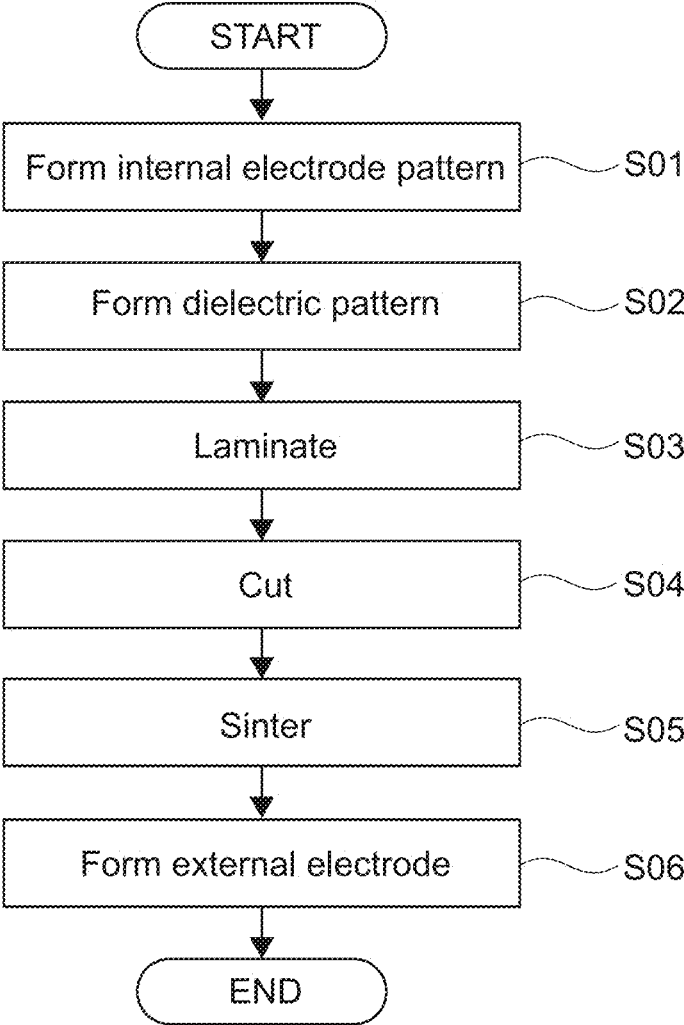 START
Form internal electrode pattern S01
Form dielectric pattern S02
Laminate S03
Cut S04
Sinter S05
Form external electrode S06
END